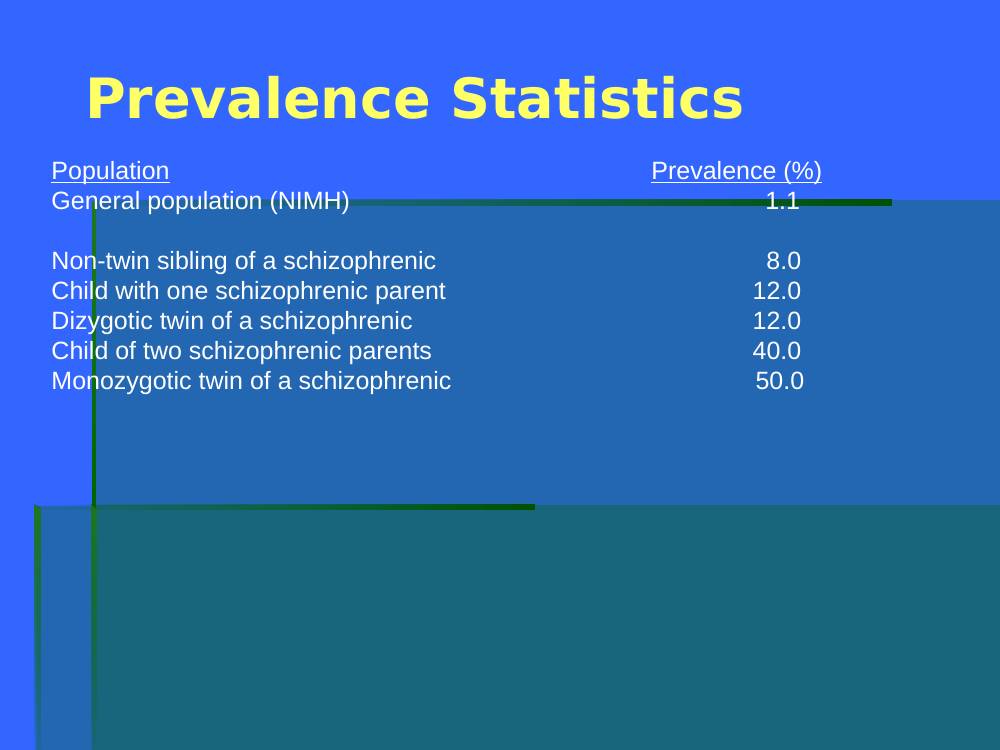 Prevalence Statistics
Population Prevalence (%)
General population (NIMH) 1.1
Non-twin sibling of a schizophrenic 8.0
Child with one schizophrenic parent 12.0
Dizygotic twin of a schizophrenic 12.0
Child of two schizophrenic parents 40.0
Monozygotic twin of a schizophrenic 50.0